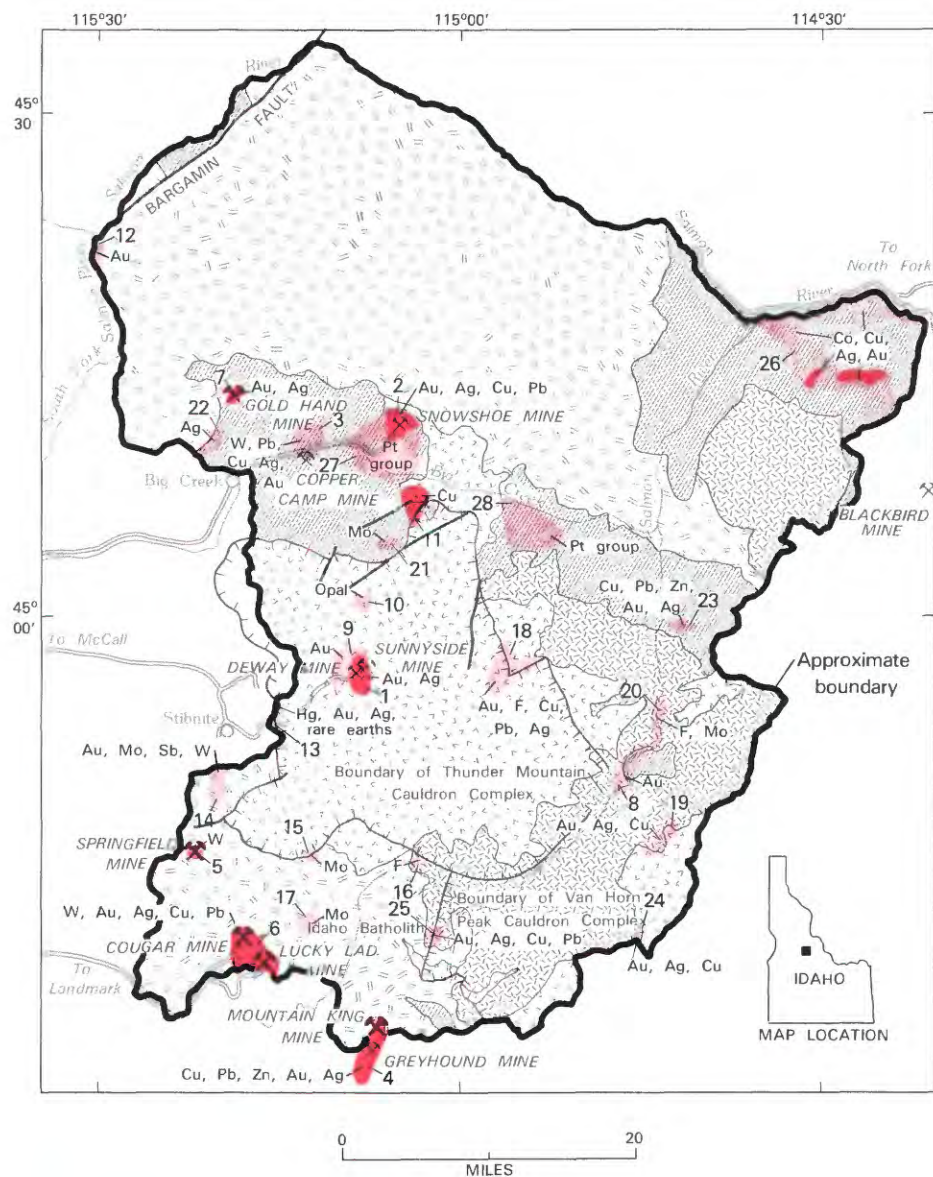 115°30'
115°00'
114°30'
45°
30'
River
Salmon
BARGAMIN
FAULT
12
Au
Salmon
River
To
North Fork
Co, Cu,
Ag, Au
26
7
Au, Ag
GOLD HAND
MINE
2
Au, Ag, Cu, Pb
SNOWSHOE MINE
22
Ag
3
W, Pb,
Cu, Ag,
Au
Pt
group
27
COPPER
CAMP MINE
Big Creek
Big
Cu
28
Mo
11
21
Opal
Pt group
Salmon
BLACKBIRD
MINE
10
Cu, Pb, Zn,
Au, Ag
23
45°
00'
To McCall
9
Au
SUNNYSIDE
MINE
DEWAY MINE
Au, Ag
1
Hg, Au, Ag,
rare earths
18
Au, F, Cu,
Pb, Ag
Approximate
boundary
20
F, Mo
Stibnite
13
Au, Mo, Sb, W
Boundary of Thunder Mountain
Cauldron Complex
Au
8
19
Au, Ag, Cu
14
SPRINGFIELD
MINE
W
5
15
Mo
F
16
17
Mo
Idaho Batholith
25
Boundary of Van Horn
Peak Cauldron Complex
24
W, Au, Ag, Cu, Pb
6
COUGAR MINE
LUCKY LAD
MINE
Au, Ag, Cu, Pb
Au, Ag, Cu
To
Landmark
MOUNTAIN KING
MINE
GREYHOUND MINE
Cu, Pb, Zn, Au, Ag
4
IDAHO
MAP LOCATION
0
20
MILES